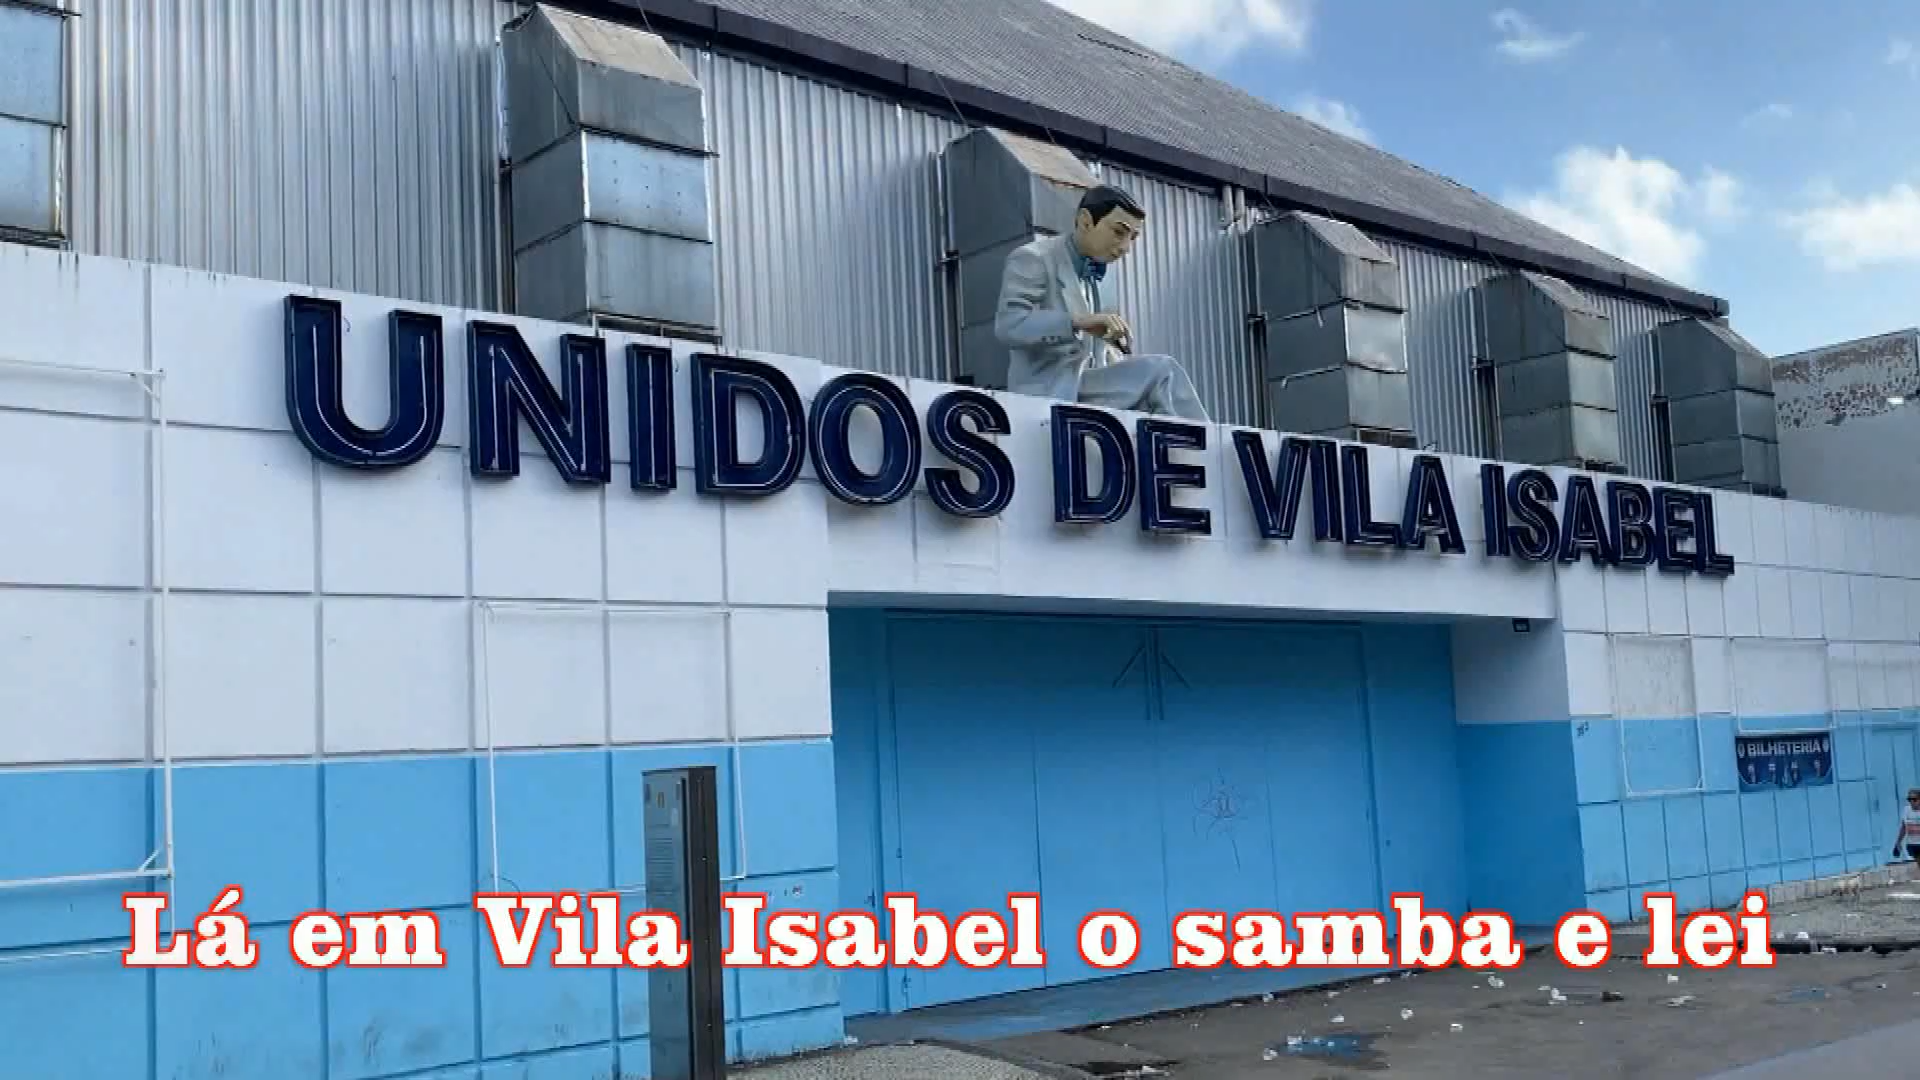 UNIDOS DE VILA ISABEL
BILHETERIA
Lá em Vila Isabel o samba e lei